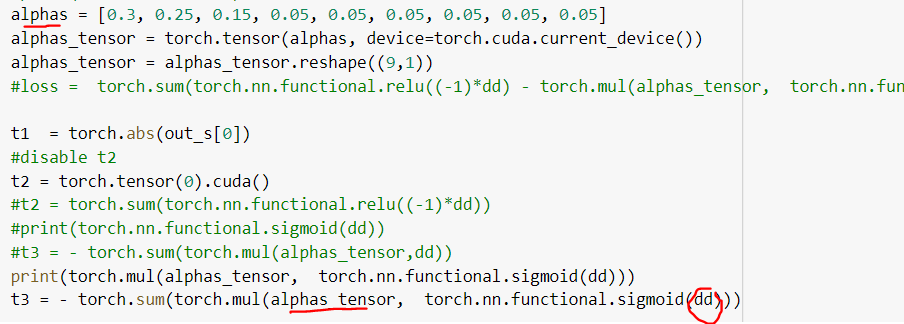 alphas = [0.3, 0.25, 0.15, 0.05, 0.05, 0.05, 0.05, 0.05, 0.05]
alphas_tensor = torch.tensor(alphas, device=torch.cuda.current_device())
alphas_tensor = alphas_tensor.reshape((9,1))
#loss =  torch.sum(torch.nn.functional.relu((-1)*dd) - torch.mul(alphas_tensor,  torch.nn.fun
t1  = torch.abs(out_s[0])
#disable t2
t2 = torch.tensor(0).cuda()
#t2 = torch.sum(torch.nn.functional.relu((-1)*dd))
#print(torch.nn.functional.sigmoid(dd))
#t3 = - torch.sum(torch.mul(alphas_tensor,dd))
print(torch.mul(alphas_tensor,  torch.nn.functional.sigmoid(dd)))
t3 = - torch.sum(torch.mul(alphas_tensor,  torch.nn.functional.sigmoid(dd)))